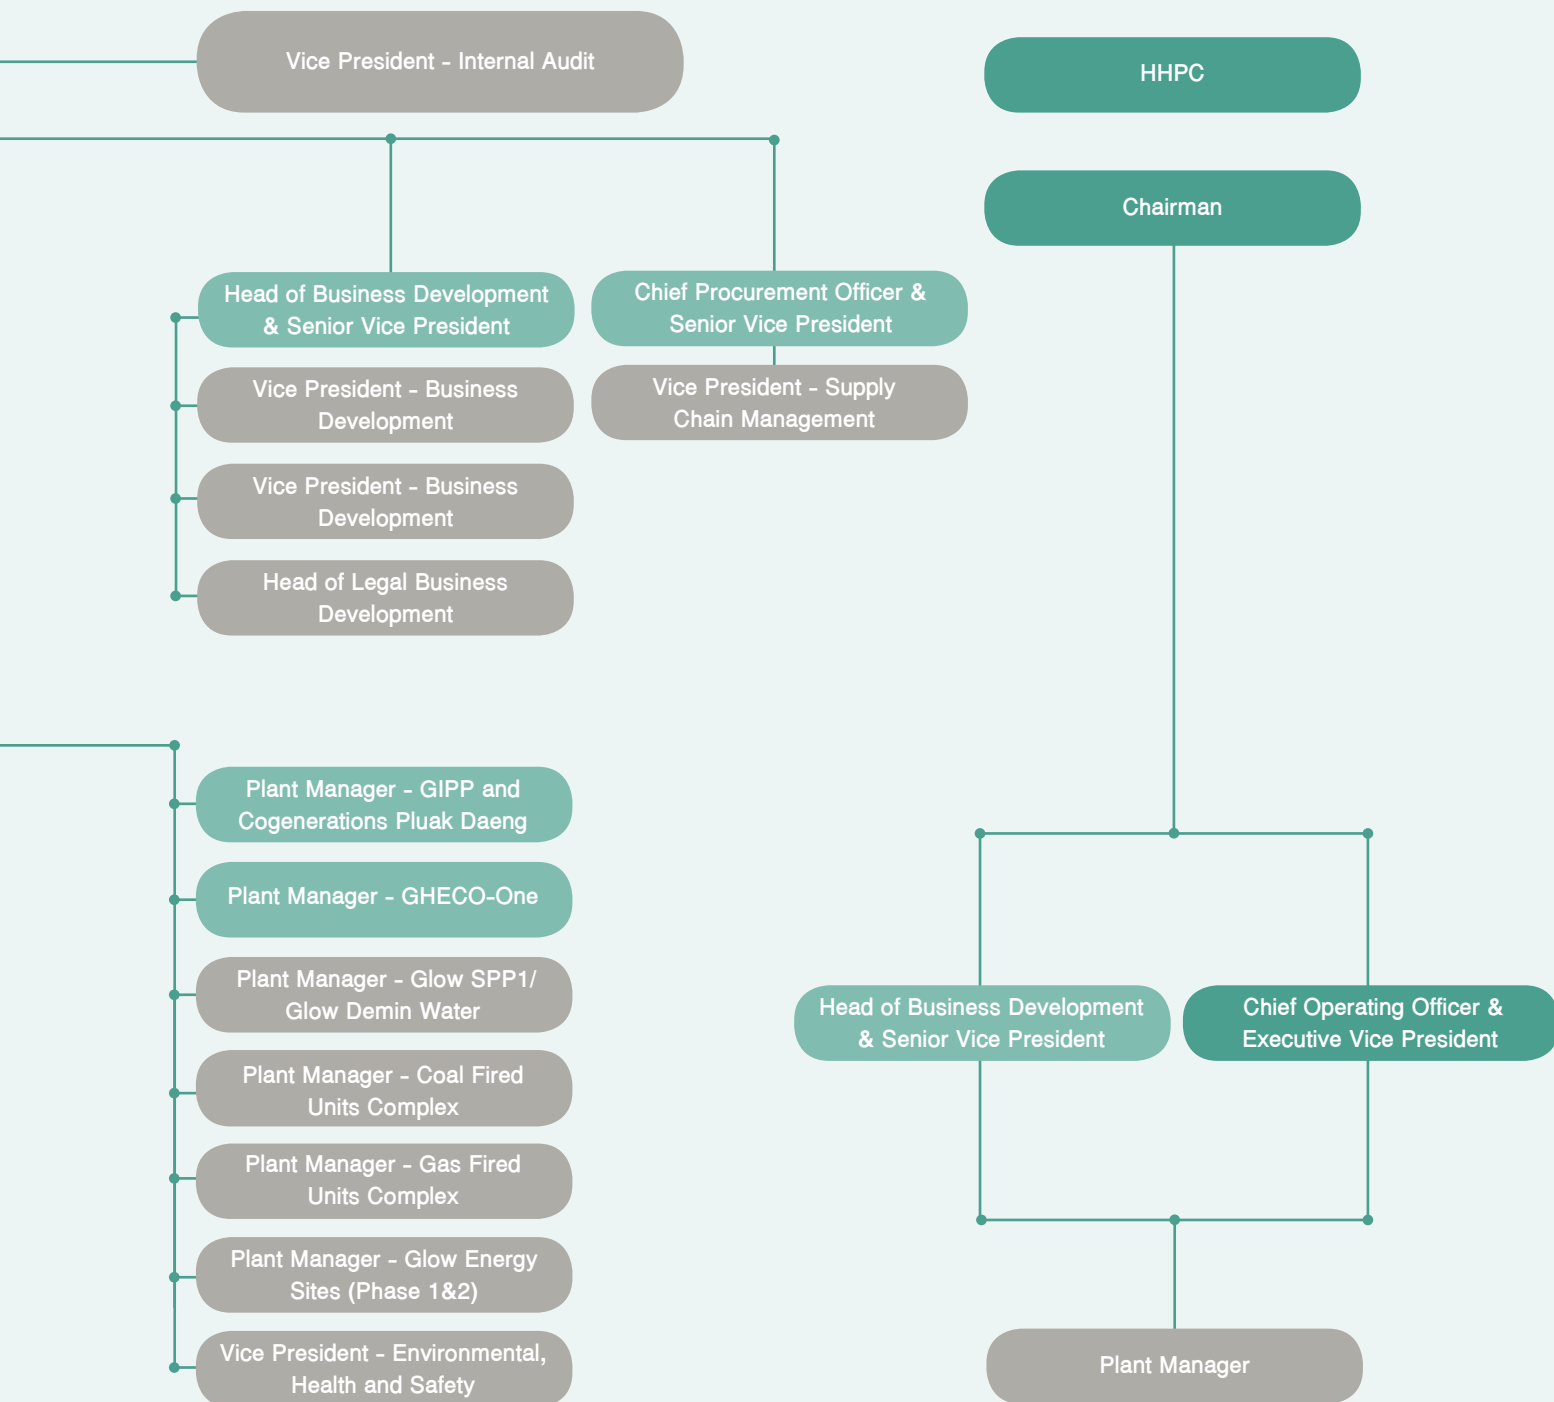 Vice President - Internal Audit
HHPC
Chairman
Head of Business Development
& Senior Vice President
Chief Procurement Officer &
Senior Vice President
Vice President - Business
Development
Vice President - Supply
Chain Management
Vice President - Business
Development
Head of Legal Business
Development
Plant Manager - GIPP and
Cogenerations Pluak Daeng
Plant Manager - GHECO-One
Plant Manager - Glow SPP1/
Glow Demin Water
Plant Manager - Coal Fired
Units Complex
Plant Manager - Gas Fired
Units Complex
Plant Manager - Glow Energy
Sites (Phase 1&2)
Vice President - Environmental,
Health and Safety
Head of Business Development
& Senior Vice President
Chief Operating Officer &
Executive Vice President
Plant Manager